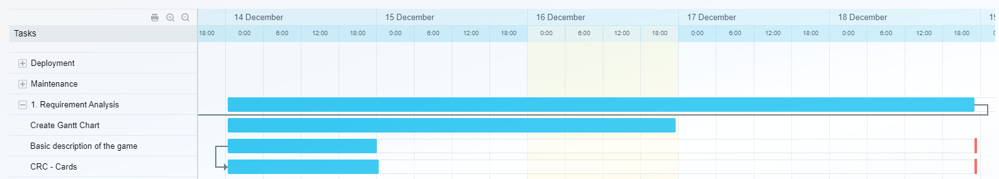 14 December 15 December 16 December 17 December 18 December
Tasks 18:00 0:00 6:00 12:00 18:00 0:00 6:00 12:00 18:00 0:00 6:00 12:00 18:00 0:00 6:00 12:00 18:00 0:00 6:00 12:00 18:00
Deployment
Maintenance
1. Requirement Analysis
Create Gantt Chart
Basic description of the game
CRC - Cards